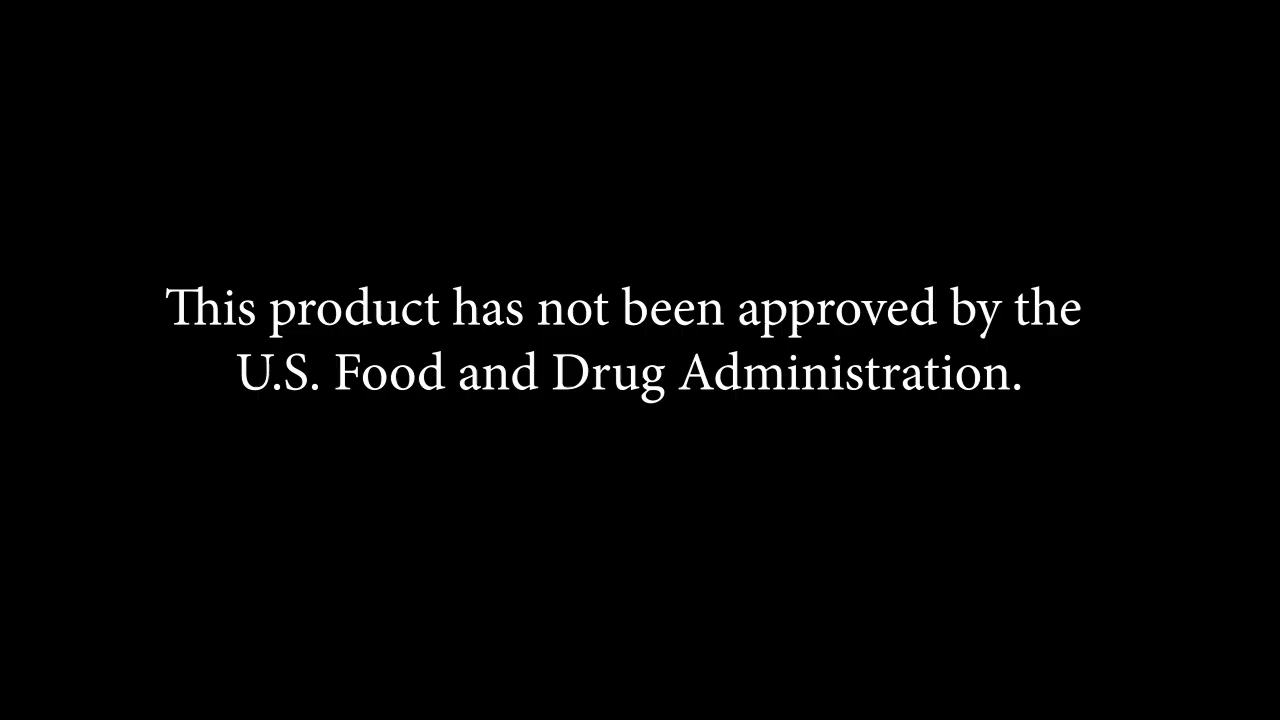 This product has not been approved by the
U.S. Food and Drug Administration.